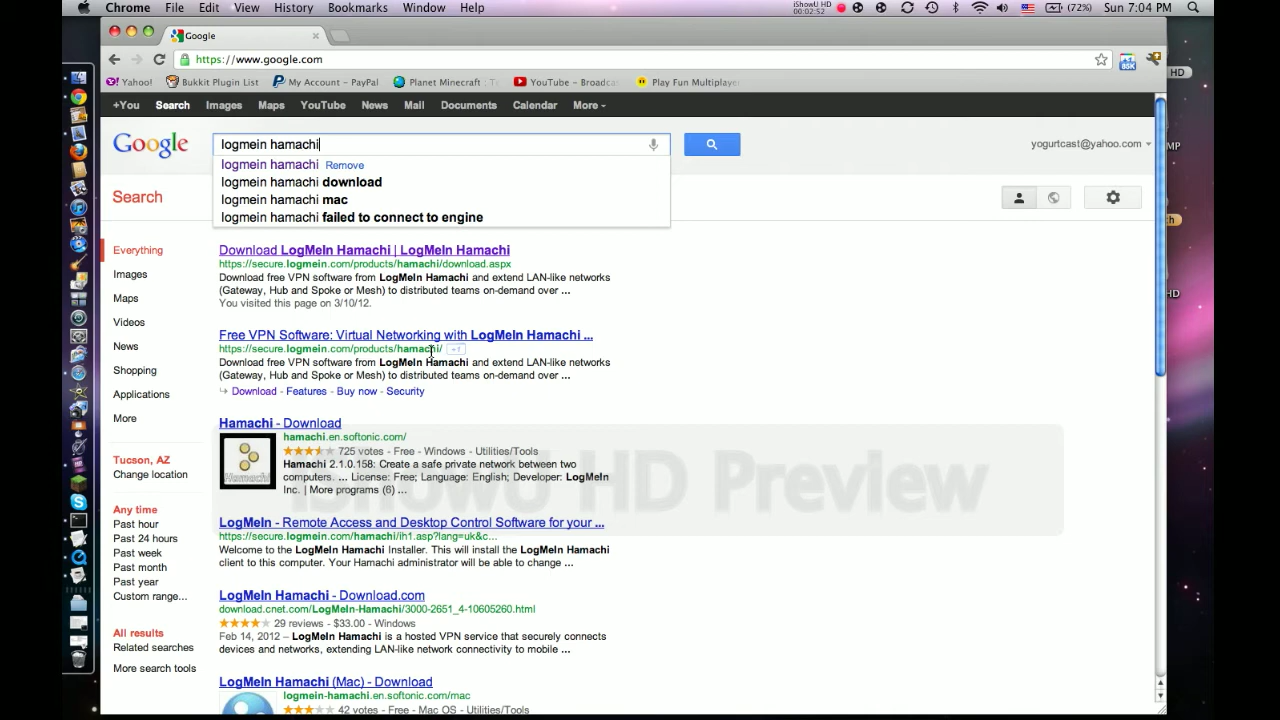 Chrome File Edit View History Bookmarks Window Help iShowU HD 00:02:52 (72%) Sun 7:04 PM
Google
https://www.google.com
Yahoo! Bukkit Plugin List My Account - PayPal Planet Minecraft : YouTube - Broadcas Play Fun Multiplaye
85K
HD
+You Search Images Maps YouTube News Mail Documents Calendar More
Google
logmein hamachi
yogurtcast@yahoo.com
logmein hamachi Remove
logmein hamachi download
logmein hamachi mac
logmein hamachi failed to connect to engine
Search
Everything
Images
Maps
Videos
News
Shopping
Applications
More
Tucson, AZ
Change location
Any time
Past hour
Past 24 hours
Past week
Past month
Past year
Custom range...
All results
Related searches
More search tools
Download LogMeIn Hamachi | LogMeIn Hamachi
https://secure.logmein.com/products/hamachi/download.aspx
Download free VPN software from LogMeIn Hamachi and extend LAN-like networks
(Gateway, Hub and Spoke or Mesh) to distributed teams on-demand over ...
You visited this page on 3/10/12.
Free VPN Software: Virtual Networking with LogMeIn Hamachi ...
https://secure.logmein.com/products/hamachi/ +1
Download free VPN software from LogMeIn Hamachi and extend LAN-like networks
(Gateway, Hub and Spoke or Mesh) to distributed teams on-demand over ...
Download - Features - Buy now - Security
Hamachi - Download
hamachi.en.softonic.com/
725 votes - Free - Windows - Utilities/Tools
Hamachi 2.1.0.158: Create a safe private network between two
computers. ... License: Free; Language: English; Developer: LogMeIn
Inc. | More programs (6) ...
Hamachi
iShowU HD Preview
LogMeIn - Remote Access and Desktop Control Software for your ...
https://secure.logmein.com/hamachi/ih1.asp?lang=uk&c...
Welcome to the LogMeIn Hamachi Installer. This will install the LogMeIn Hamachi
client to this computer. Your Hamachi administrator will be able to change ...
LogMeIn Hamachi - Download.com
download.cnet.com/LogMeIn-Hamachi/3000-2651_4-10605260.html
29 reviews - $33.00 - Windows
Feb 14, 2012 – LogMeIn Hamachi is a hosted VPN service that securely connects
devices and networks, extending LAN-like network connectivity to mobile ...
LogMeIn Hamachi (Mac) - Download
logmein-hamachi.en.softonic.com/mac
42 votes - Free - Mac OS - Utilities/Tools